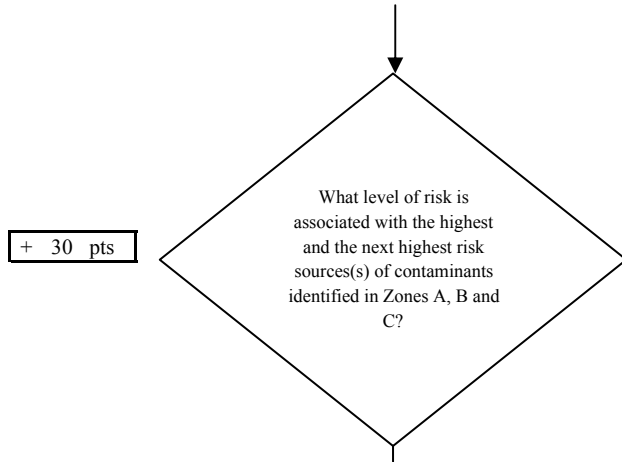 What level of risk is
associated with the highest
and the next highest risk
sources(s) of contaminants
identified in Zones A, B and
C?
+ 30 pts